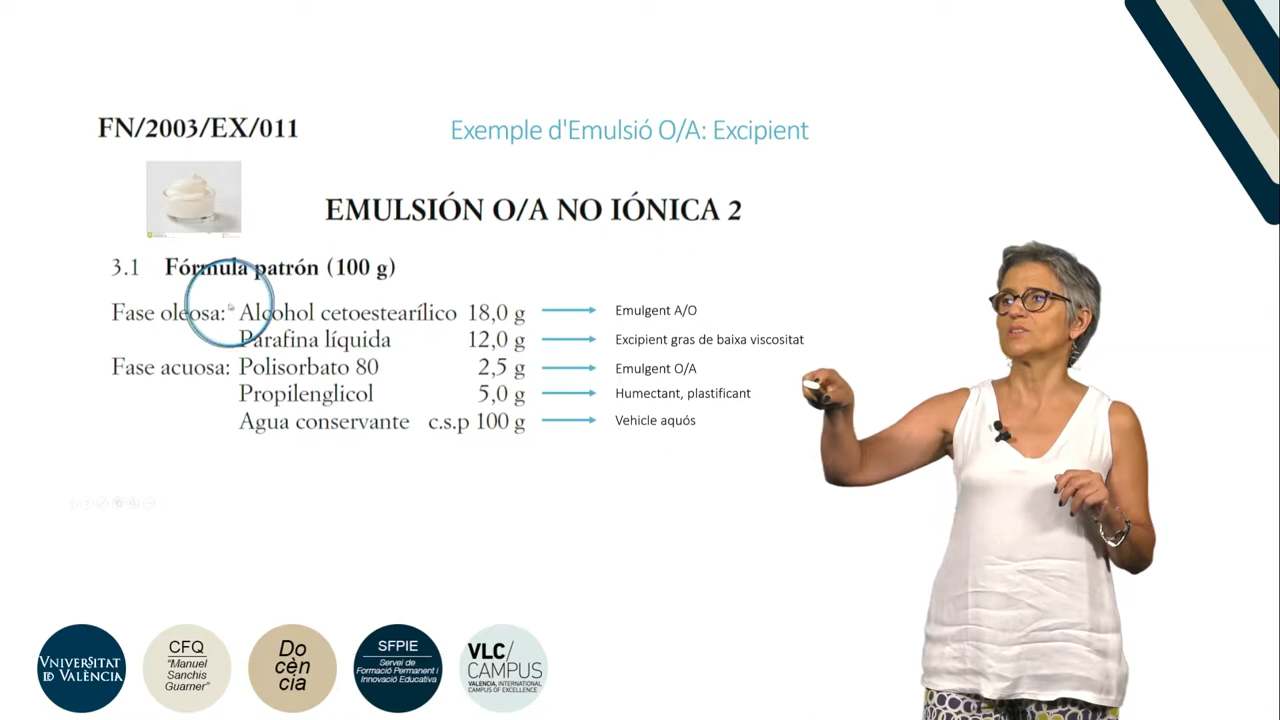 FN/2003/EX/011
Exemple d'Emulsió O/A: Excipient
EMULSIÓN O/A NO IÓNICA 2
3.1 Fórmula patrón (100 g)
Fase oleosa: Alcohol cetoestearílico 18,0 g Emulgent A/O
Parafina líquida 12,0 g Excipient gras de baixa viscositat
Fase acuosa: Polisorbato 80 2,5 g Emulgent O/A
Propilenglicol 5,0 g Humectant, plastificant
Agua conservante c.s.p 100 g Vehicle aquós
VNIVERSITAT
ID VALÈNCIA
CFQ
"Manuel
Sanchis
Guarner"
Do
cèn
cia
SFPIE
Servei de
Formació Permanent i
Innovació Educativa
VLC/
CAMPUS
VALENCIA, INTERNATIONAL
CAMPUS OF EXCELLENCE